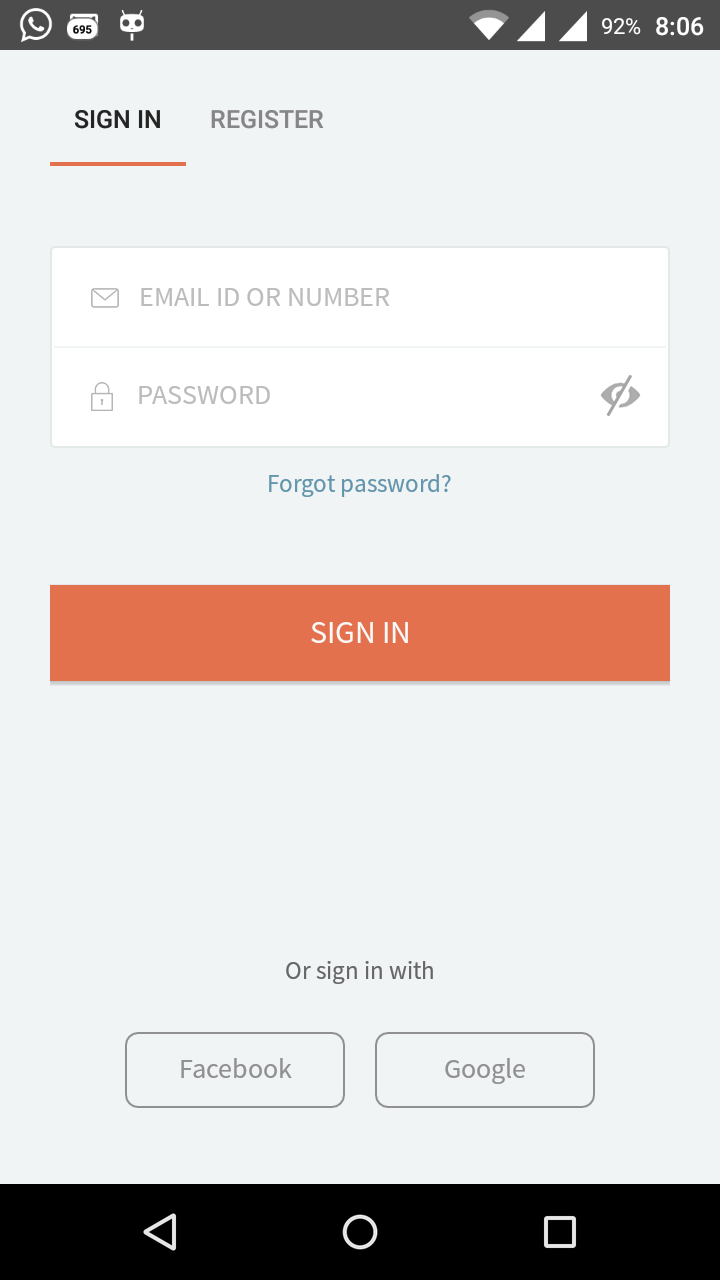 695 92% 8:06
SIGN IN REGISTER
EMAIL ID OR NUMBER
PASSWORD
Forgot password?
SIGN IN
Or sign in with
Facebook Google